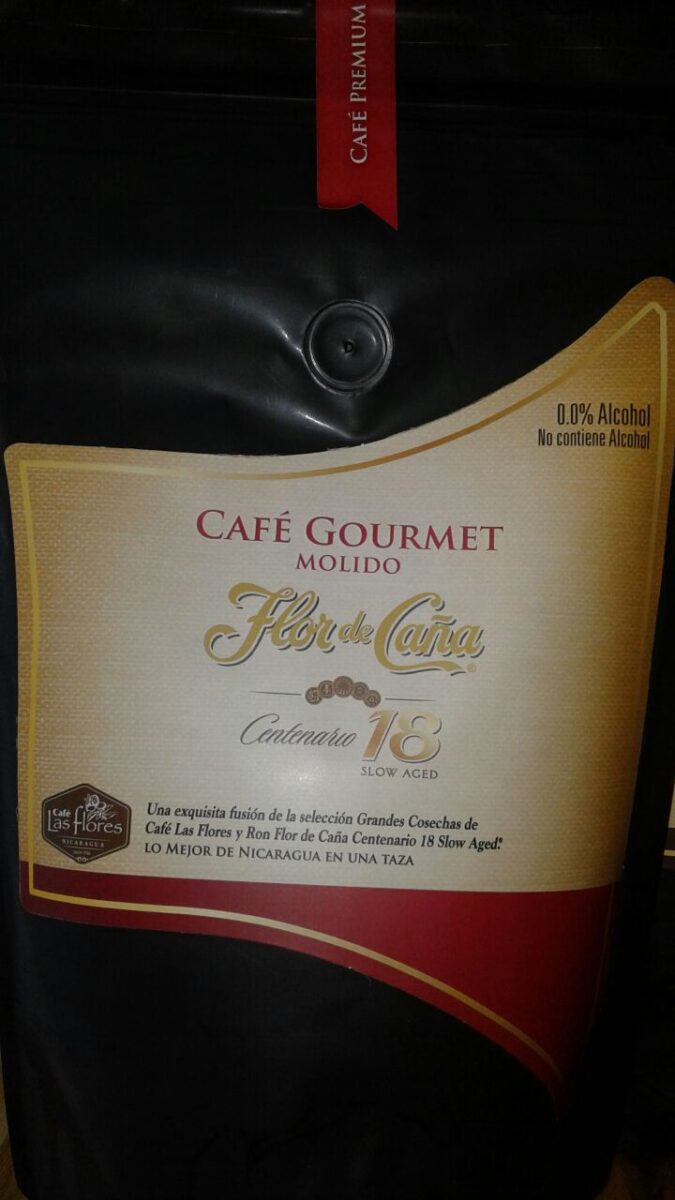 CAFÉ PREMIUM
0.0% Alcohol
No contiene Alcohol
CAFÉ GOURMET
MOLIDO
Flor de Caña
Centenario 18
SLOW AGED
Café
Las flores
NICARAGUA
Una exquisita fusión de la selección Grandes Cosechas de
Café Las Flores y Ron Flor de Caña Centenario 18 Slow Aged.®
LO MEJOR DE NICARAGUA EN UNA TAZA